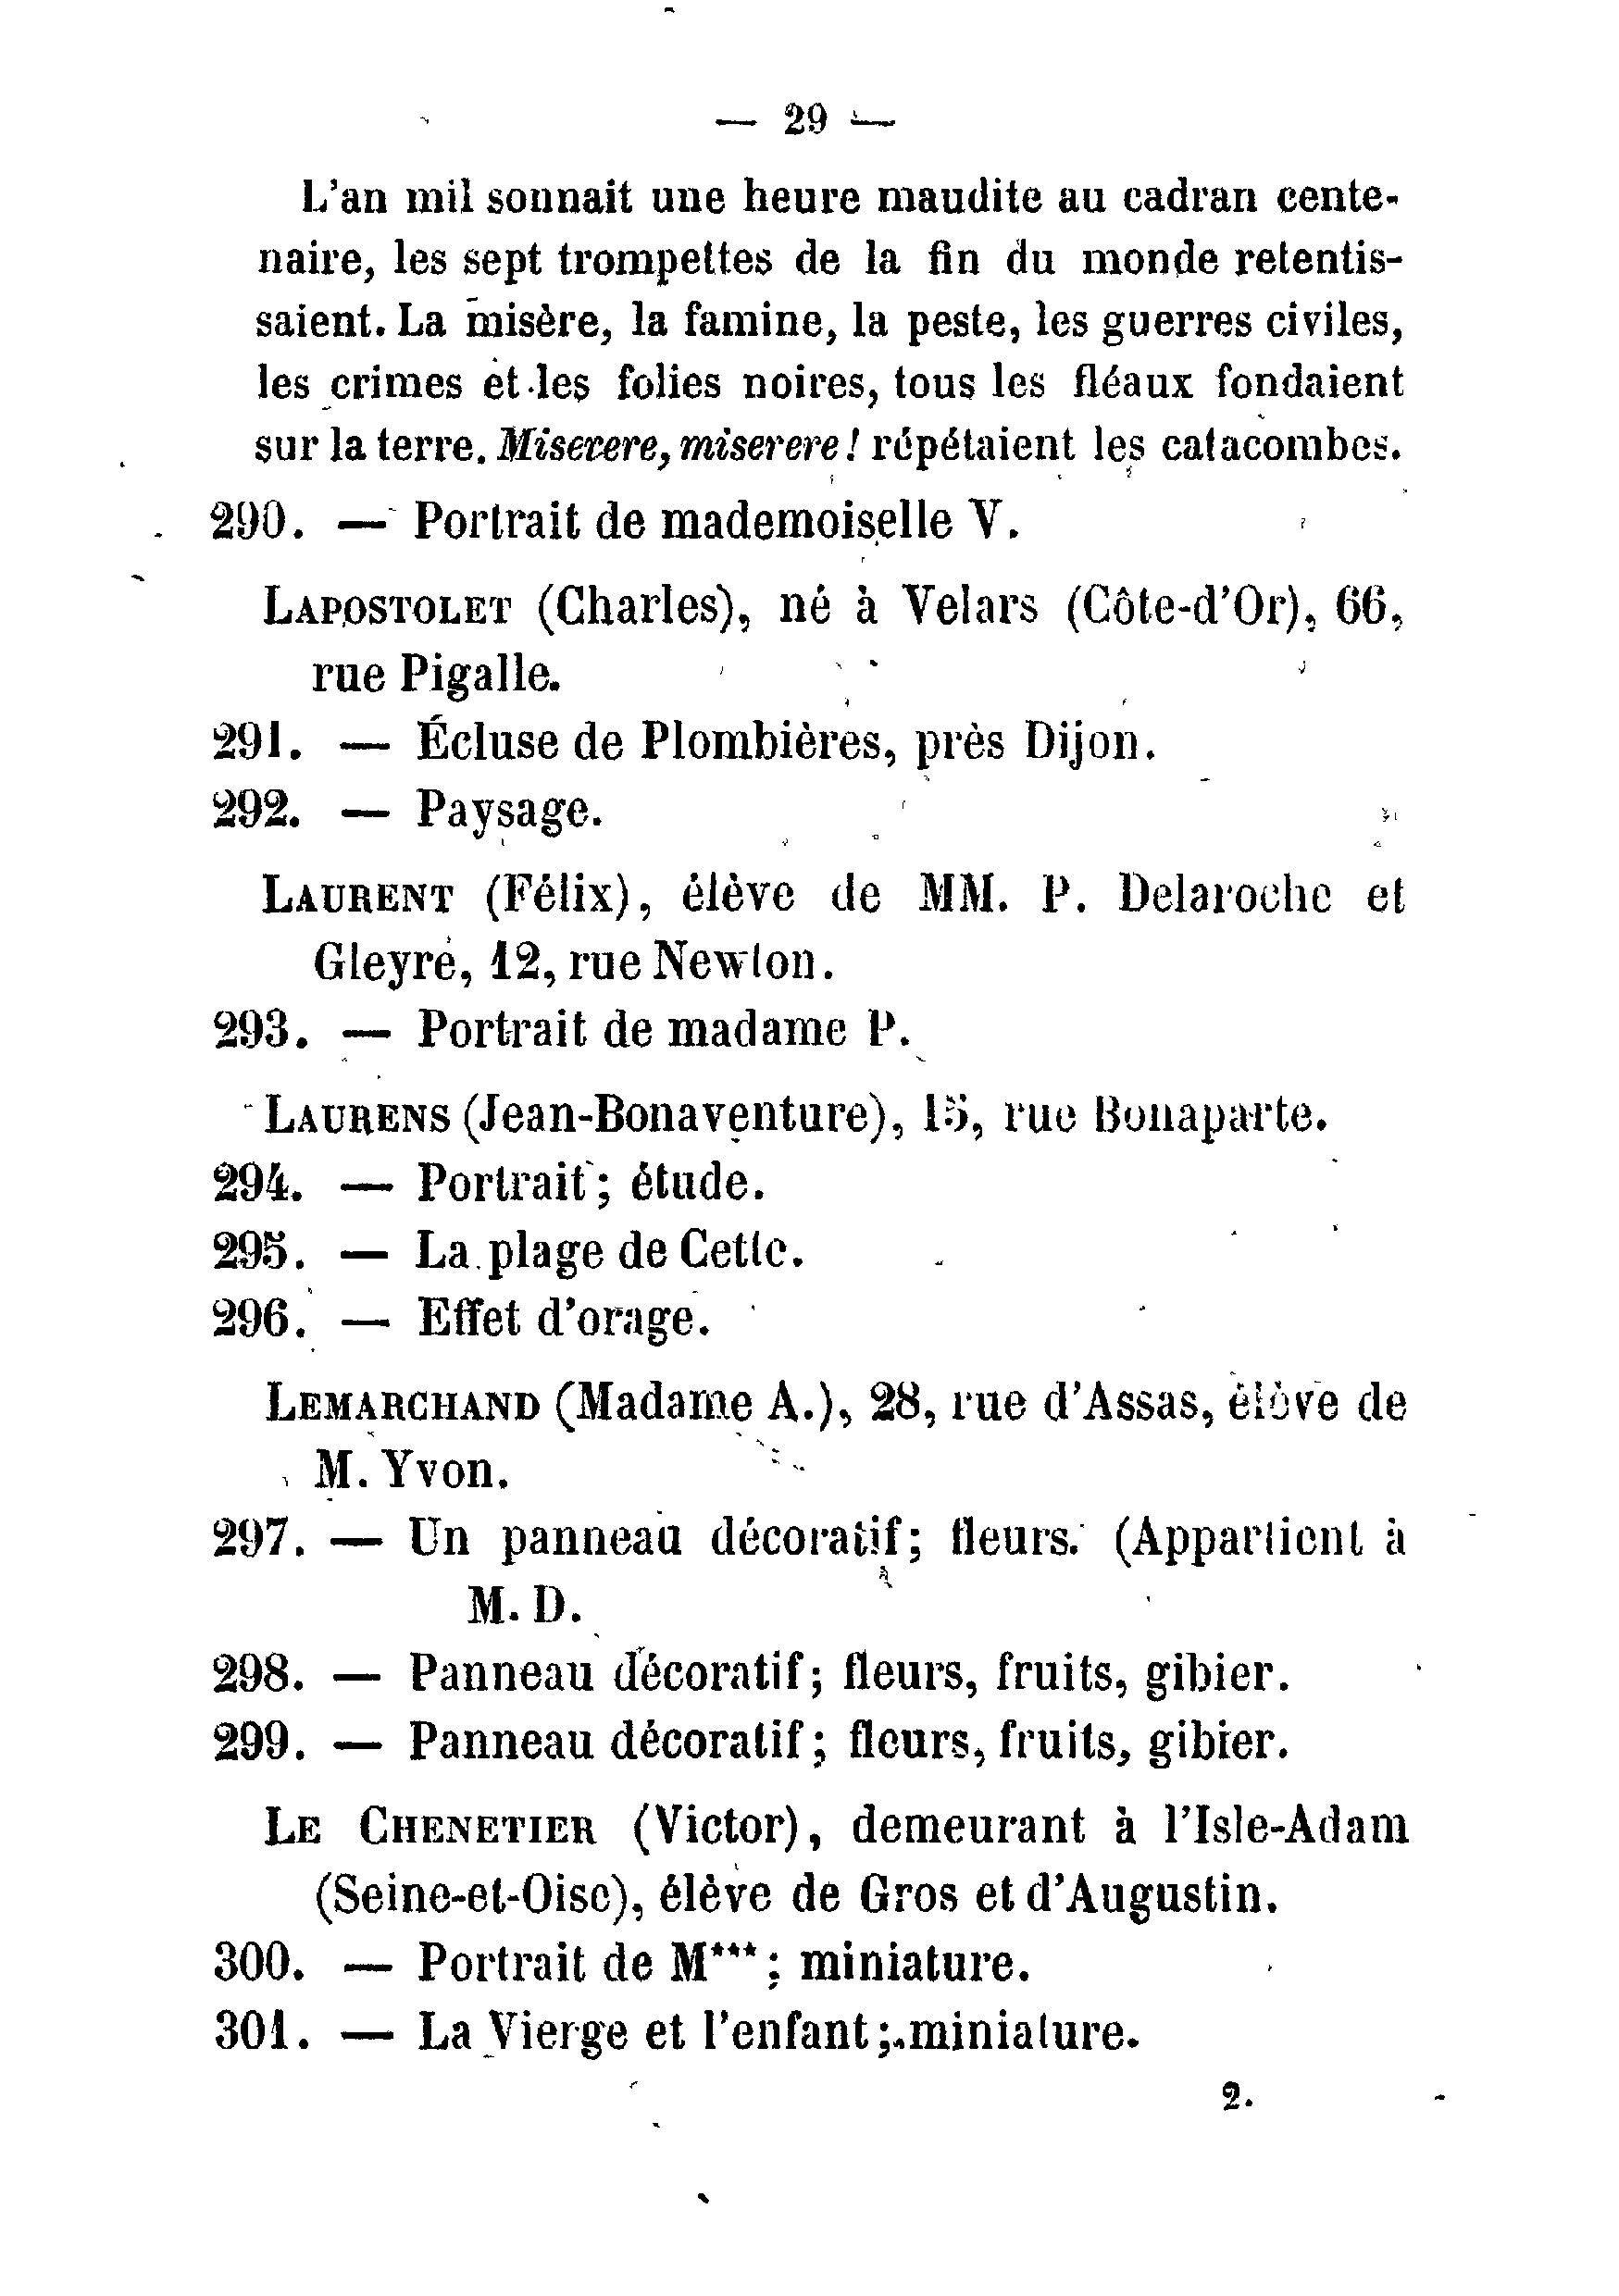 — 29 —
L'an mil sonnait une heure maudite au cadran cente-
naire, les sept trompettes de la fin du monde retentis-
saient. La misère, la famine, la peste, les guerres civiles,
les crimes et les folies noires, tous les fléaux fondaient
sur la terre. Miserere, miserere! répétaient les catacombes.
290. — Portrait de mademoiselle V.
LAPOSTOLET (Charles), né à Velars (Côte-d'Or), 66,
rue Pigalle.
291. — Écluse de Plombières, près Dijon.
292. — Paysage.
LAURENT (Félix), élève de MM. P. Delaroche et
Gleyre, 12, rue Newton.
293. — Portrait de madame P.
LAURENS (Jean-Bonaventure), 15, rue Bonaparte.
294. — Portrait; étude.
295. — La plage de Cette.
296. — Effet d'orage.
LEMARCHAND (Madame A.), 28, rue d'Assas, élève de
M. Yvon.
297. — Un panneau décoratif; fleurs. (Appartient à
M. D.
298. — Panneau décoratif; fleurs, fruits, gibier.
299. — Panneau décoratif; fleurs, fruits, gibier.
LE CHENETIER (Victor), demeurant à l'Isle-Adam
(Seine-et-Oise), élève de Gros et d'Augustin.
300. — Portrait de M***; miniature.
301. — La Vierge et l'enfant; miniature.
2.